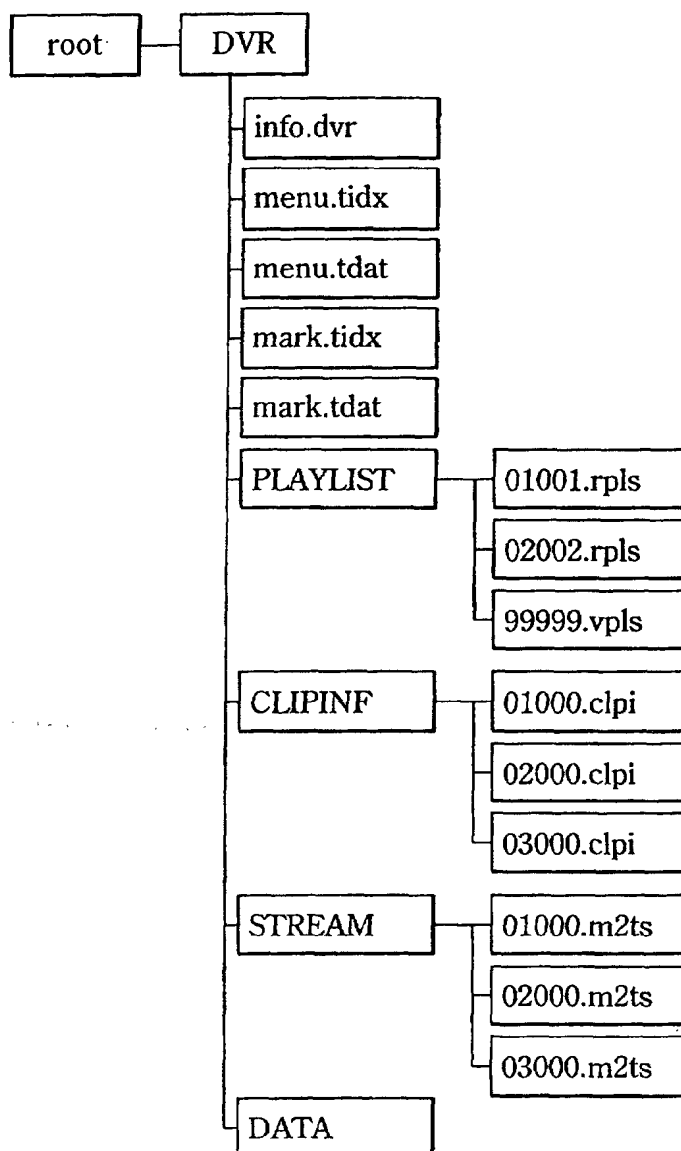 root DVR
info.dvr
menu.tidx
menu.tdat
mark.tidx
mark.tdat
PLAYLIST 01001.rpls
02002.rpls
99999.vpls
CLIPINF 01000.clpi
02000.clpi
03000.clpi
STREAM 01000.m2ts
02000.m2ts
03000.m2ts
DATA